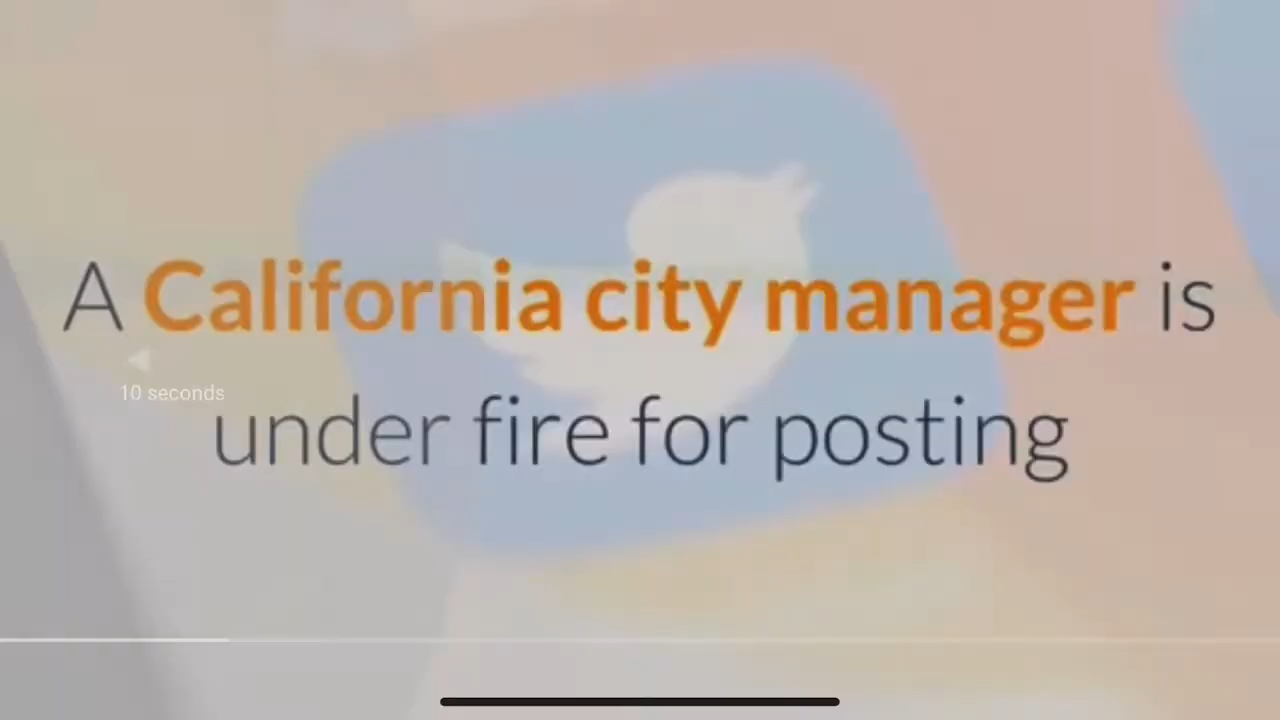 A California city manager is
10 seconds
under fire for posting